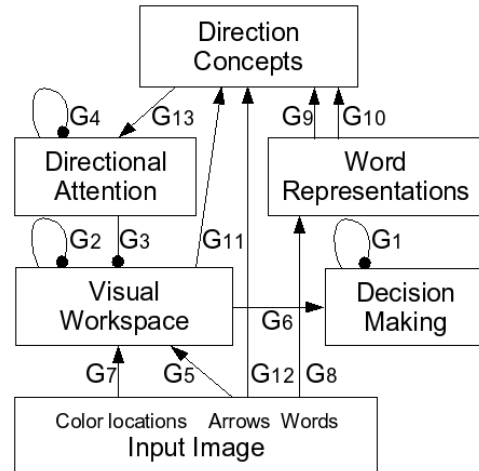 Direction
Concepts
G4
G13
G9
G10
Directional
Attention
Word
Representations
G2
G3
G11
G1
Visual
Workspace
G6
Decision
Making
G7
G5
G12
G8
Color locations Arrows Words
Input Image